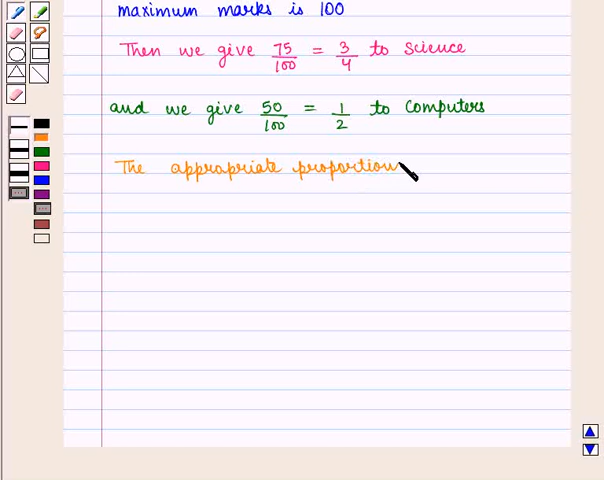 maximum marks is 100
Then we give 75/100 = 3/4 to Science
and we give 50/100 = 1/2 to Computers
The appropriate proportion